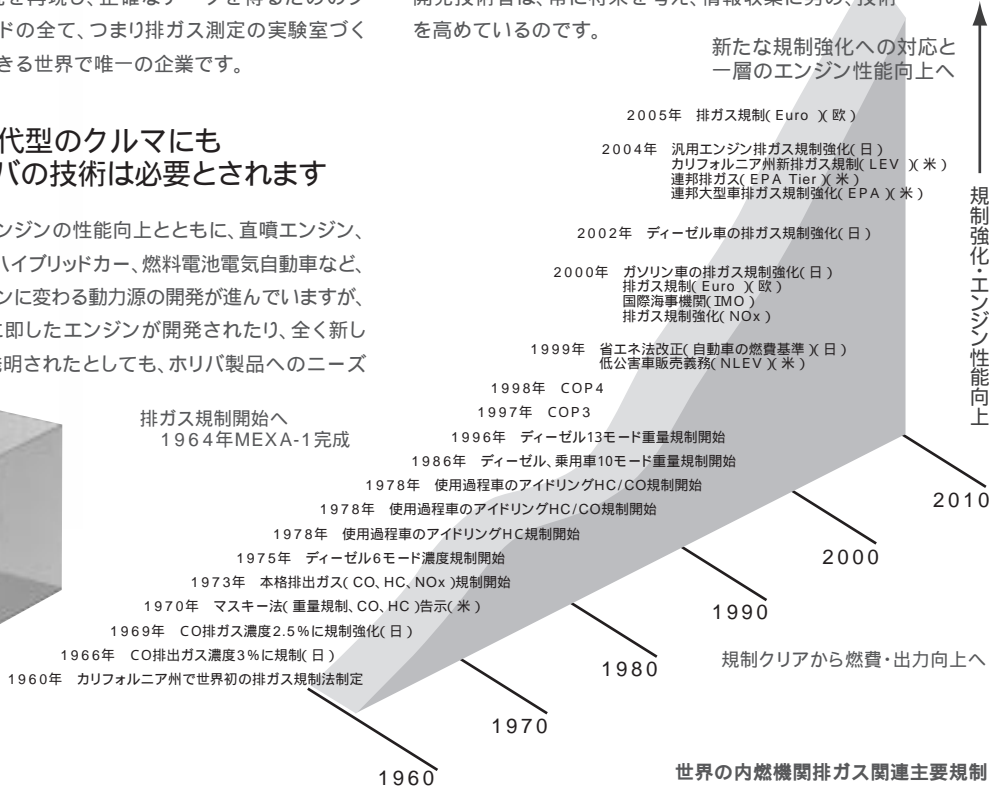 を再現し、正確なデータを得るためのソ
ドの全て、つまり排ガス測定の実験室づく
きる世界で唯一の企業です。
代型のクルマにも
バの技術は必要とされます
ンジンの性能向上とともに、直噴エンジン、
ハイブリッドカー、燃料電池電気自動車など、
ンに変わる動力源の開発が進んでいますが、
に即したエンジンが開発されたり、全く新し
発明されたとしても、ホリバ製品へのニーズ
開発技術者は、常に将来を考え、情報収集に努め、技術
を高めているのです。
新たな規制強化への対応と
一層のエンジン性能向上へ
2005年 排ガス規制(Euro )(欧)
2004年 汎用エンジン排ガス規制強化(日)
カリフォルニア州新排ガス規制(LEV )(米)
連邦排ガス(EPA Tier )(米)
連邦大型車排ガス規制強化(EPA)(米)
2002年 ディーゼル車の排ガス規制強化(日)
2000年 ガソリン車の排ガス規制強化(日)
排ガス規制(Euro )(欧)
国際海事機関(IMO)
排ガス規制強化(NOx)
1999年 省エネ法改正(自動車の燃費基準)(日)
低公害車販売義務(NLEV)(米)
1998年 COP4
1997年 COP3
1996年 ディーゼル13モード重量規制開始
1986年 ディーゼル、乗用車10モード重量規制開始
1978年 使用過程車のアイドリングHC/CO規制開始
1978年 使用過程車のアイドリングHC/CO規制開始
1978年 使用過程車のアイドリングHC規制開始
1975年 ディーゼル6モード濃度規制開始
1973年 本格排出ガス(CO、HC、NOx)規制開始
1970年 マスキー法(重量規制、CO、HC)告示(米)
1969年 CO排ガス濃度2.5%に規制強化(日)
1966年 CO排出ガス濃度3%に規制(日)
1960年 カリフォルニア州で世界初の排ガス規制法制定
排ガス規制開始へ
1964年MEXA-1完成
規制強化・エンジン性能向上
2010
2000
1990
1980
1970
1960
規制クリアから燃費・出力向上へ
世界の内燃機関排ガス関連主要規制